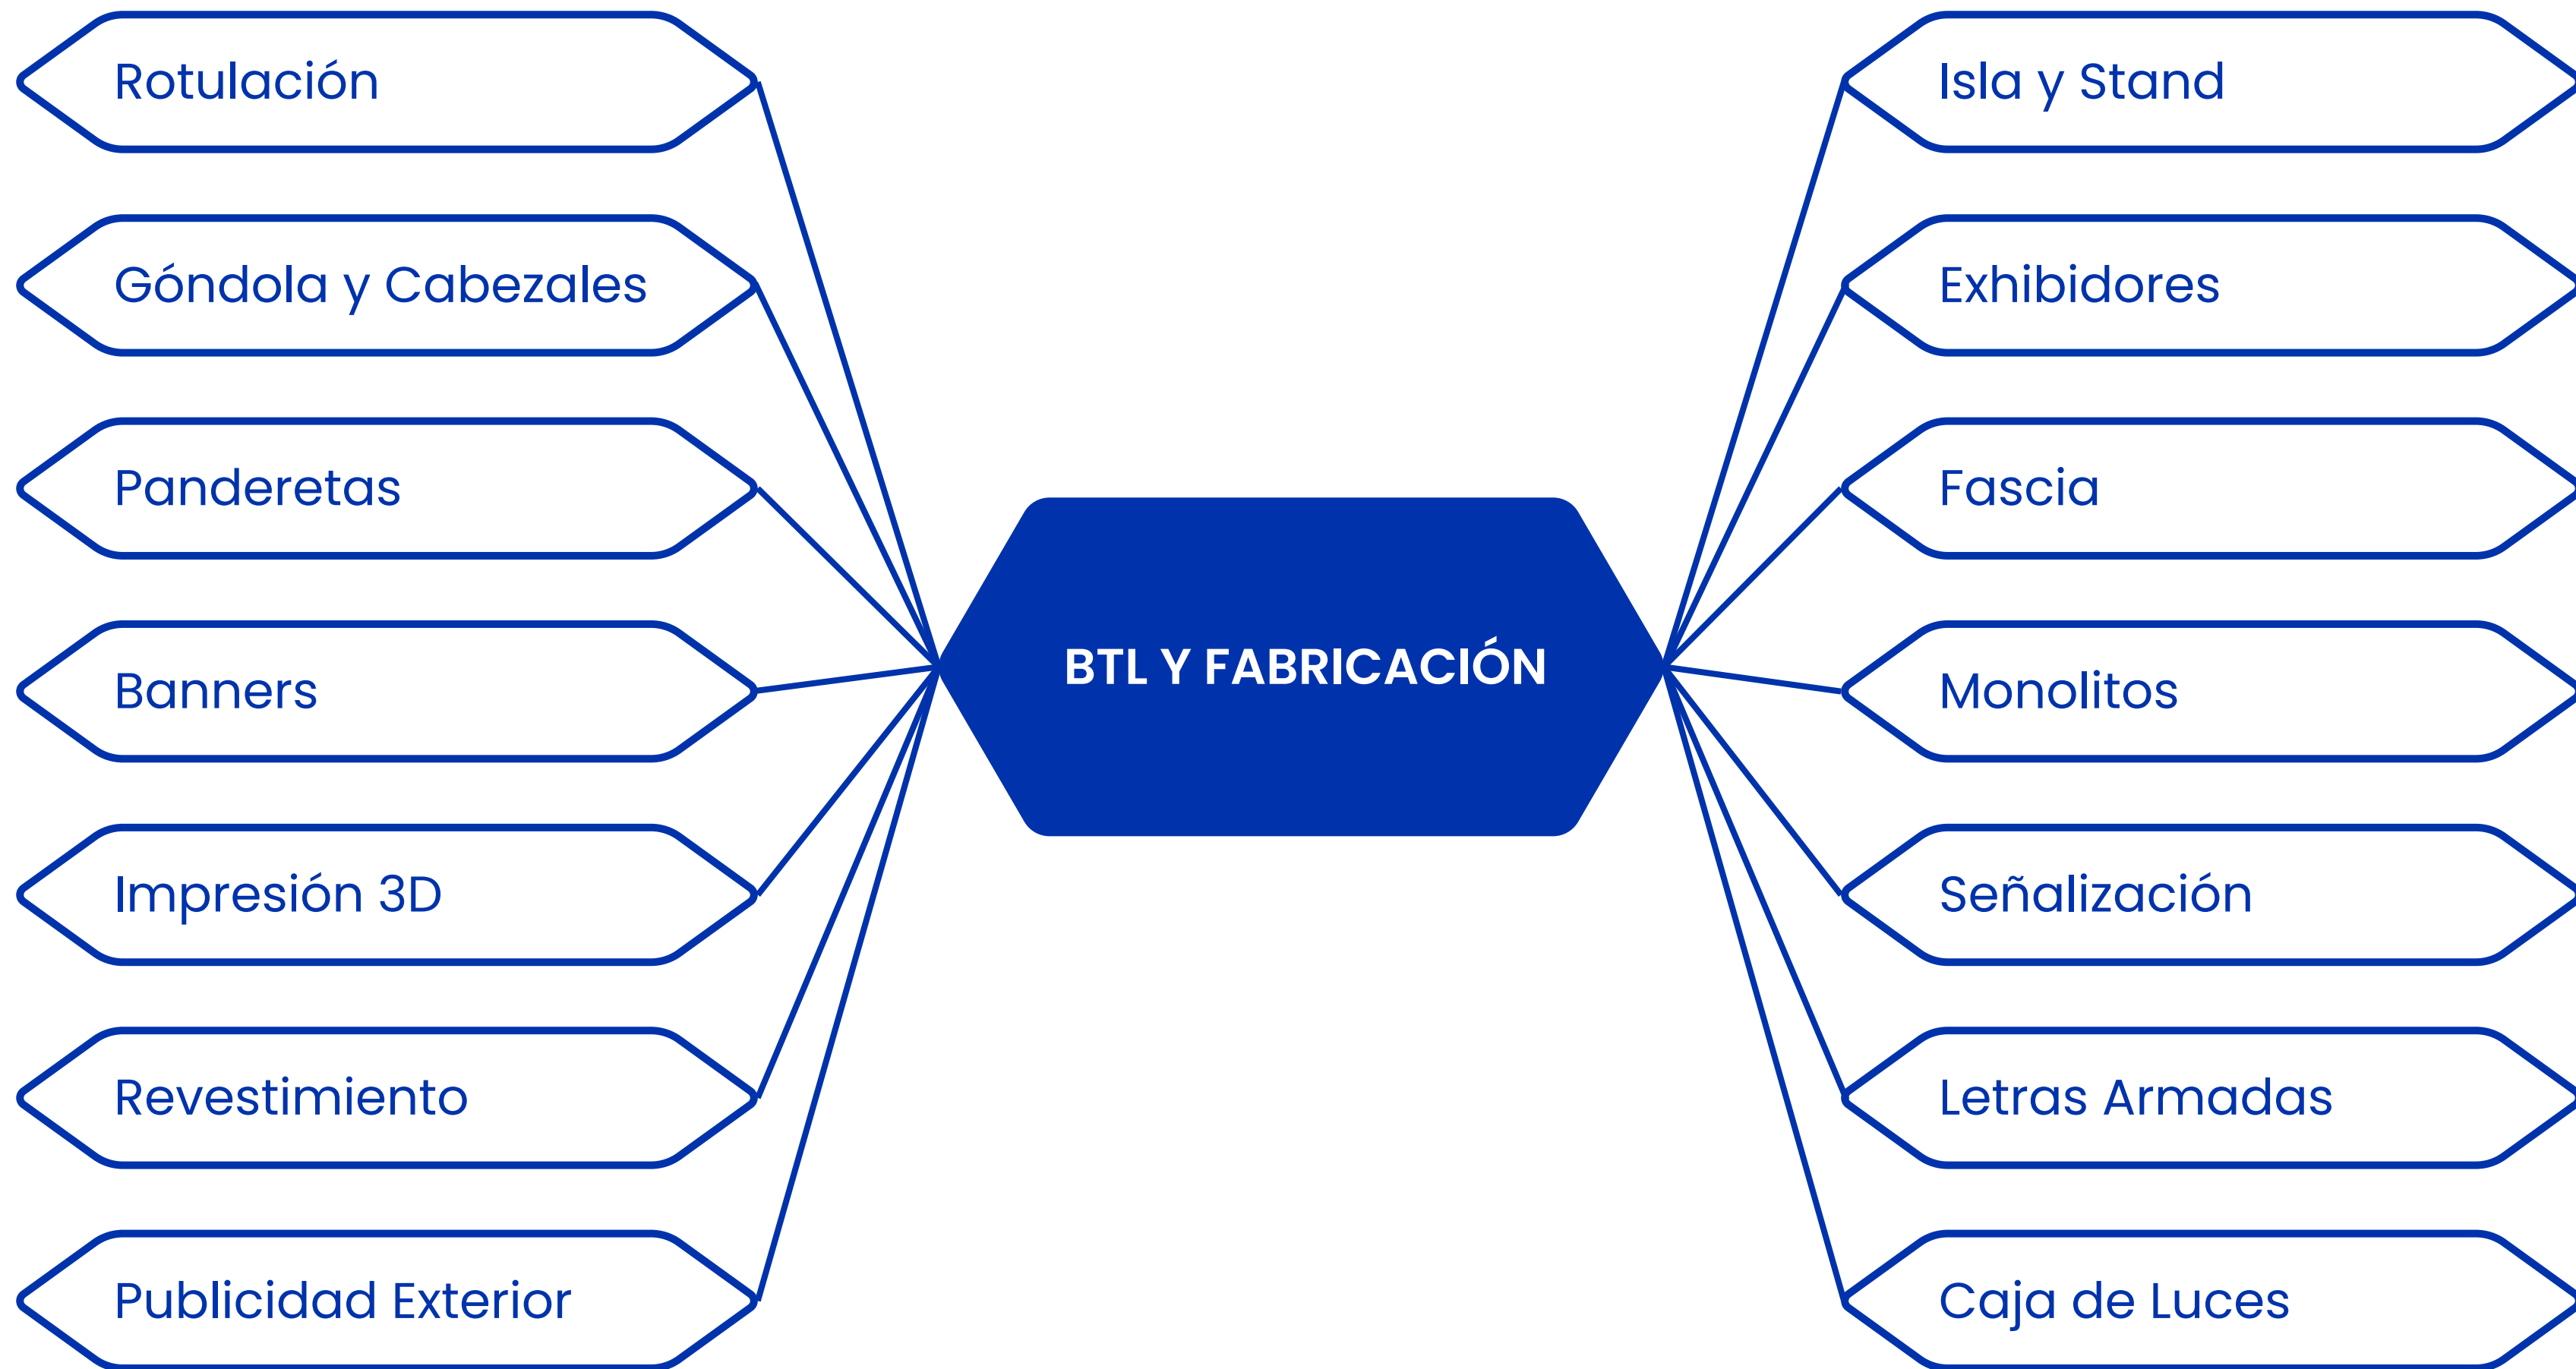 Rotulación
Góndola y Cabezales
Panderetas
Banners
Impresión 3D
Revestimiento
Publicidad Exterior
BTL Y FABRICACIÓN
Isla y Stand
Exhibidores
Fascia
Monolitos
Señalización
Letras Armadas
Caja de Luces